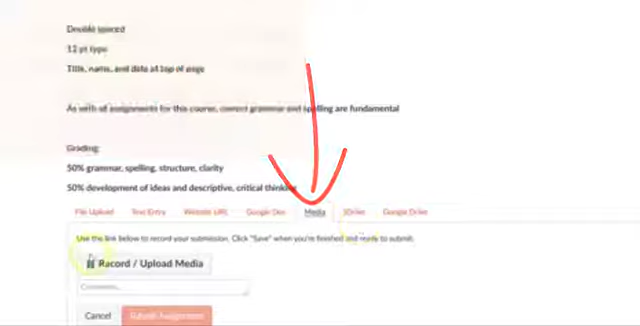 Double spaced
12 pt type
Title, name, and date at top of page
As with all assignments for this course, correct grammar and spelling are fundamental
Grading:
50% grammar, spelling, structure, clarity
50% development of ideas and descriptive, critical thinking
File Upload Text Entry Website URL Google Doc Media Google Drive
Use the link below to record your submission. Click "Save" when you're finished and ready to submit.
Record / Upload Media
Comments...
Cancel Submit Assignment